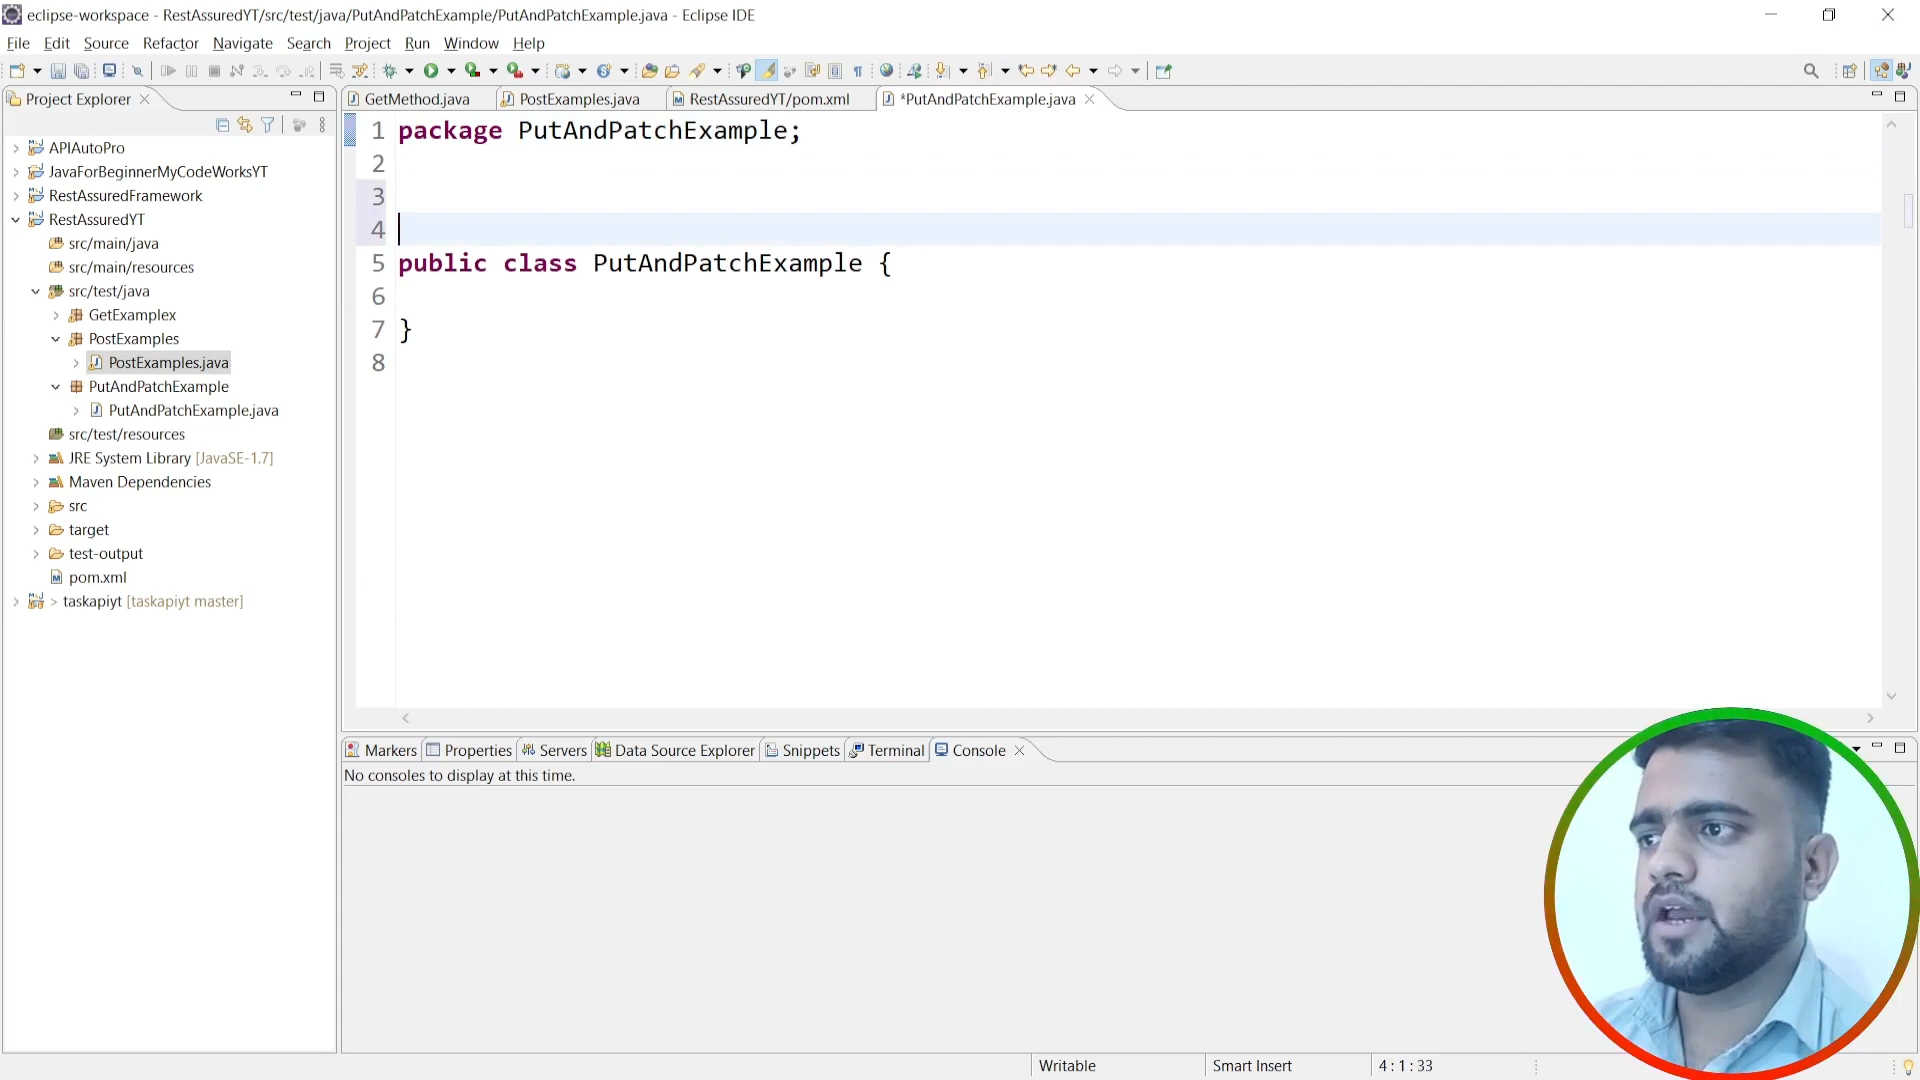 eclipse-workspace - RestAssuredYT/src/test/java/PutAndPatchExample/PutAndPatchExample.java - Eclipse IDE
File Edit Source Refactor Navigate Search Project Run Window Help
Project Explorer
GetMethod.java PostExamples.java RestAssuredYT/pom.xml *PutAndPatchExample.java
APIAutoPro
JavaForBeginnerMyCodeWorksYT
RestAssuredFramework
RestAssuredYT
src/main/java
src/main/resources
src/test/java
GetExamplex
PostExamples
PostExamples.java
PutAndPatchExample
PutAndPatchExample.java
src/test/resources
JRE System Library [JavaSE-1.7]
Maven Dependencies
src
target
test-output
pom.xml
> taskapiyt [taskapiyt master]
1 package PutAndPatchExample;
2
3
4
5 public class PutAndPatchExample {
6
7 }
8
Markers Properties Servers Data Source Explorer Snippets Terminal Console
No consoles to display at this time.
Writable Smart Insert 4 : 1 : 33